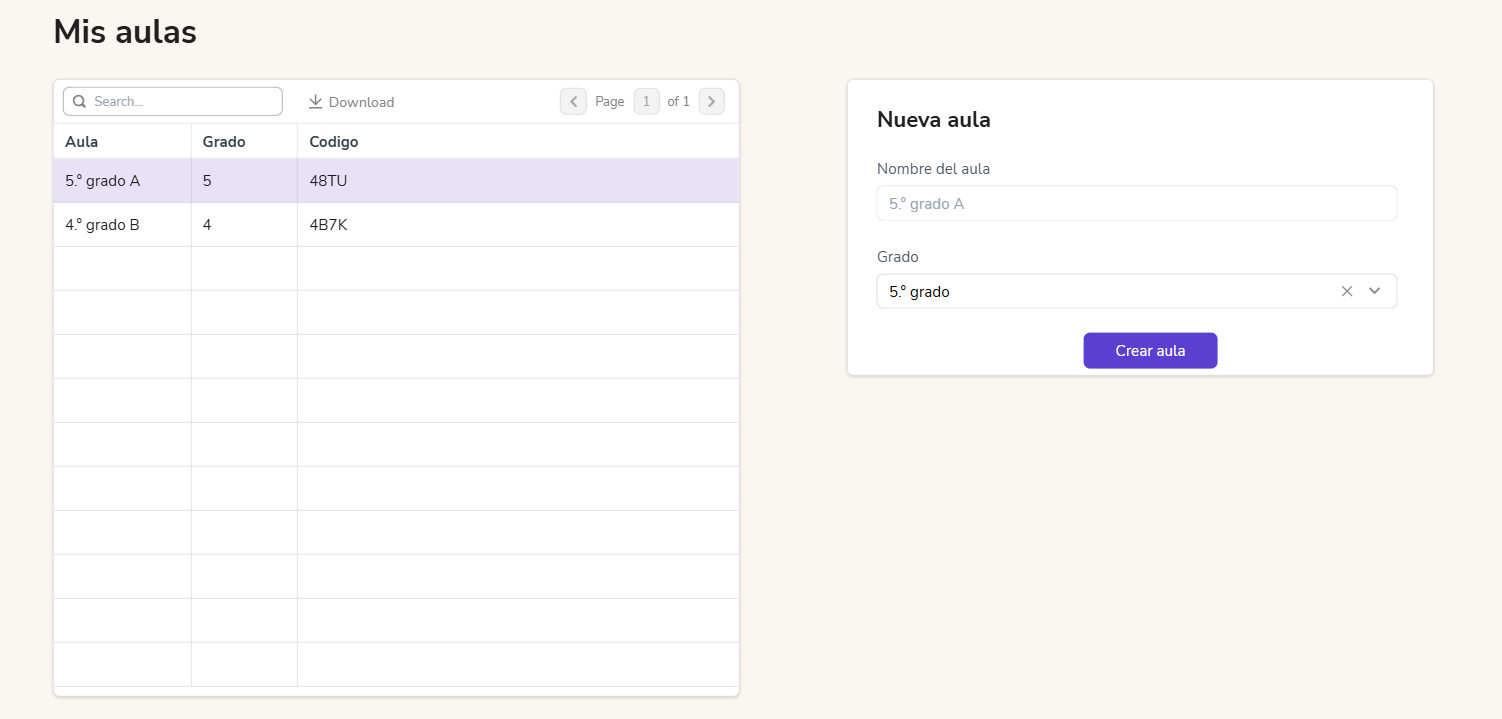 Mis aulas
Search...
Download
Page 1 of 1
Aula Grado Codigo
5.° grado A 5 48TU
4.° grado B 4 4B7K
Nueva aula
Nombre del aula
5.° grado A
Grado
5.° grado
Crear aula